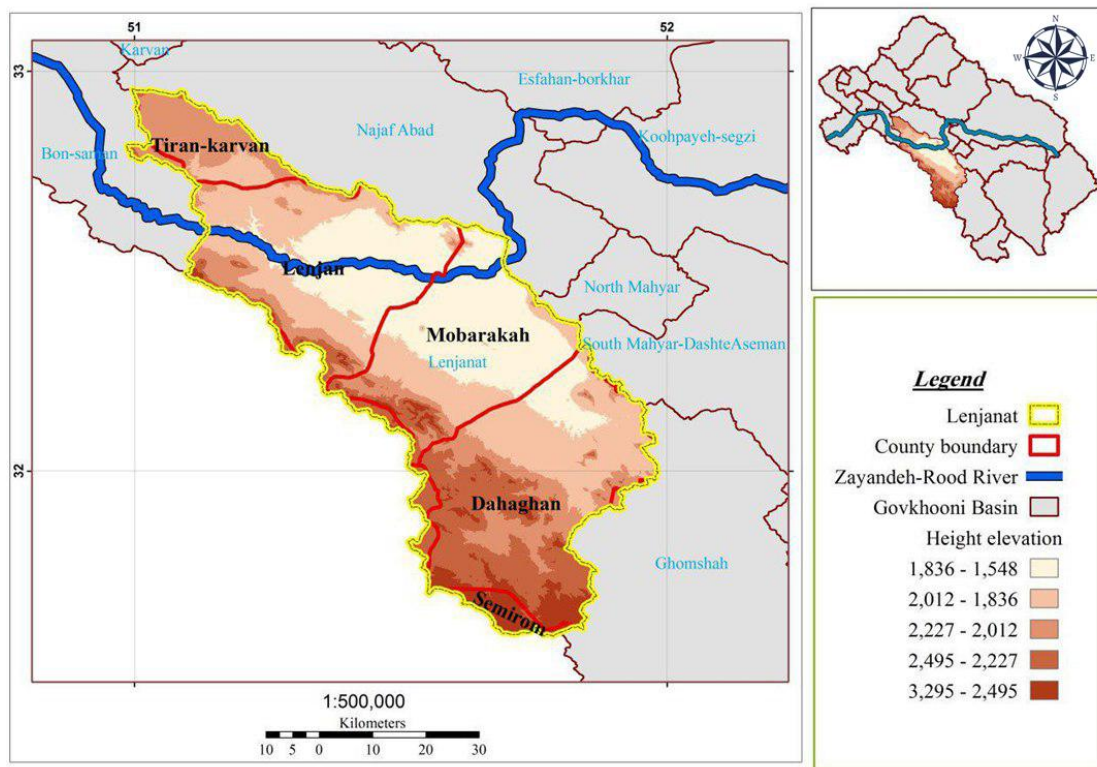 51
52
33
32
Karvan
Esfahan-borkhar
Najaf Abad
Koohpayeh-segzi
Tiran-karvan
Bon-saman
Lenjan
North Mahyar
Mobarakah
South Mahyar-DashteAseman
Lenjanat
Dahaghan
Ghomshah
Semirom
1:500,000
Kilometers
10 5 0 10 20 30
N
W E
S
Legend
Lenjanat
County boundary
Zayandeh-Rood River
Govkhooni Basin
Height elevation
1,836 - 1,548
2,012 - 1,836
2,227 - 2,012
2,495 - 2,227
3,295 - 2,495